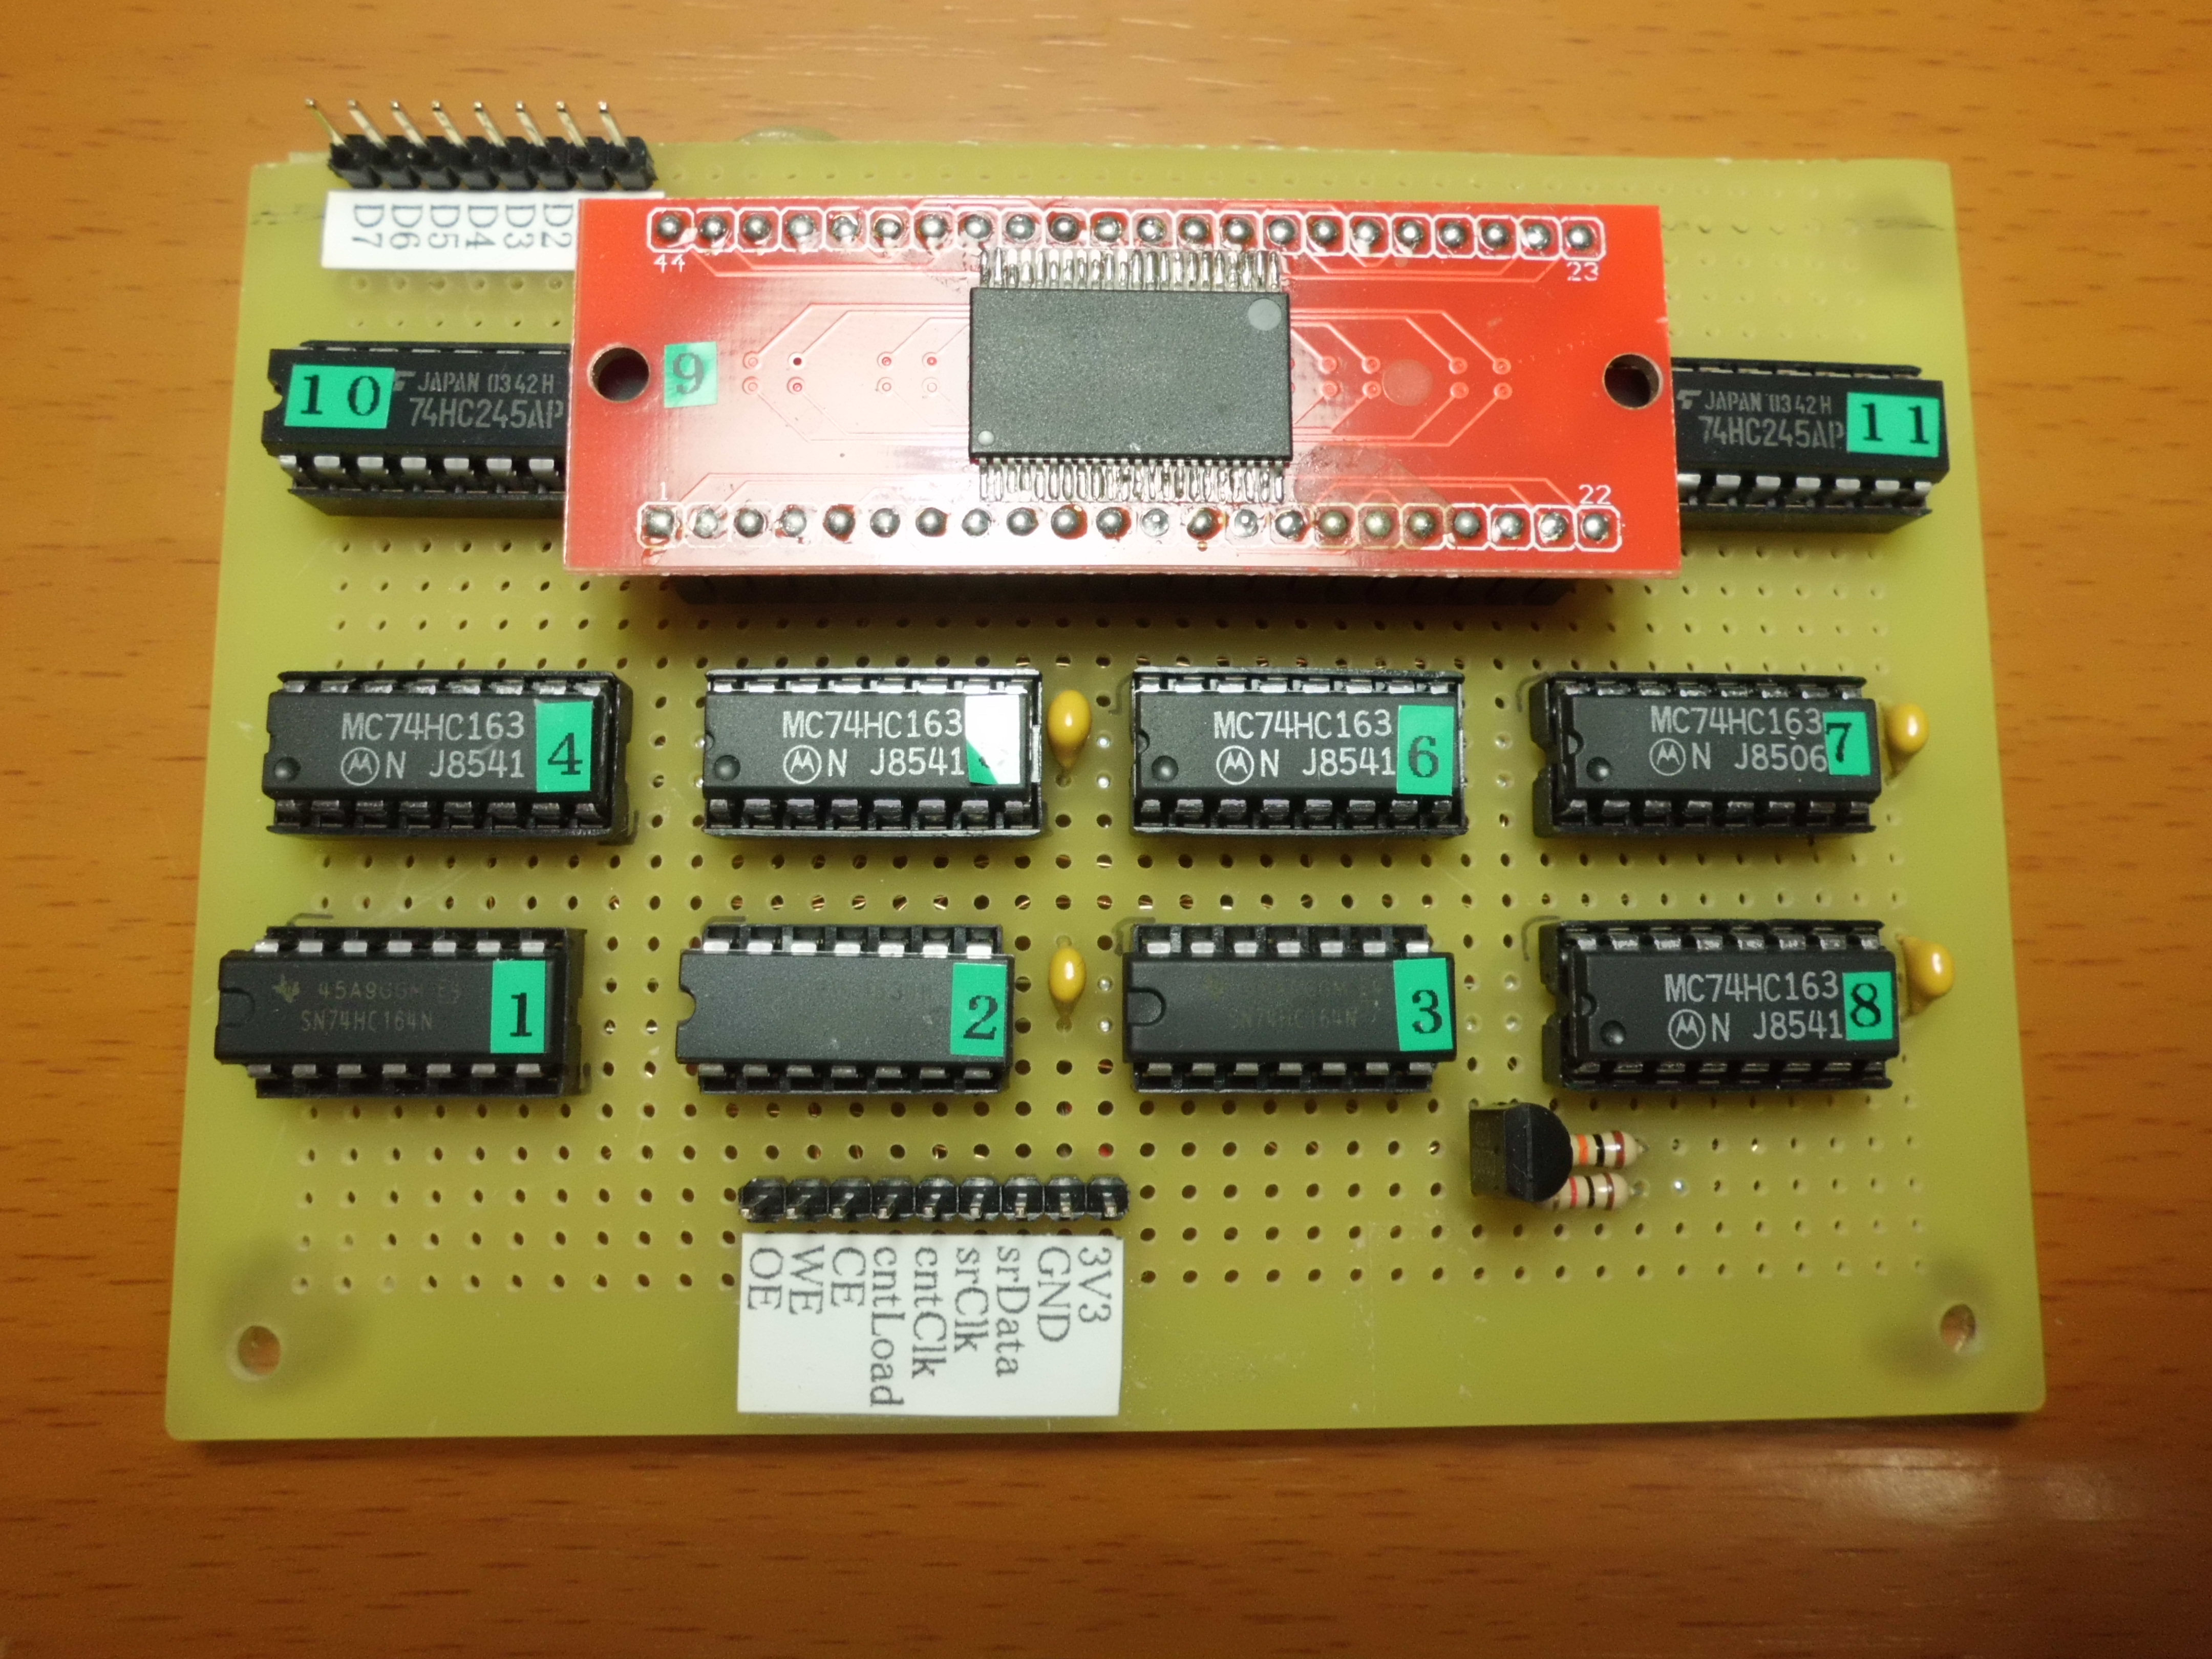 D7
D6
D5
D4
D3
D2
44
23
10
JAPAN 0342H
74HC245AP
9
JAPAN 0342H
74HC245AP
11
1
22
MC74HC163
N J8541
4
MC74HC163
N J8541
MC74HC163
N J8541
6
MC74HC163
N J8506
7
SN74HC164N
1
2
SN74HC164N
3
MC74HC163
N J8541
8
OE
WE
CE
cntLoad
cntClk
srClk
srData
GND
3V3